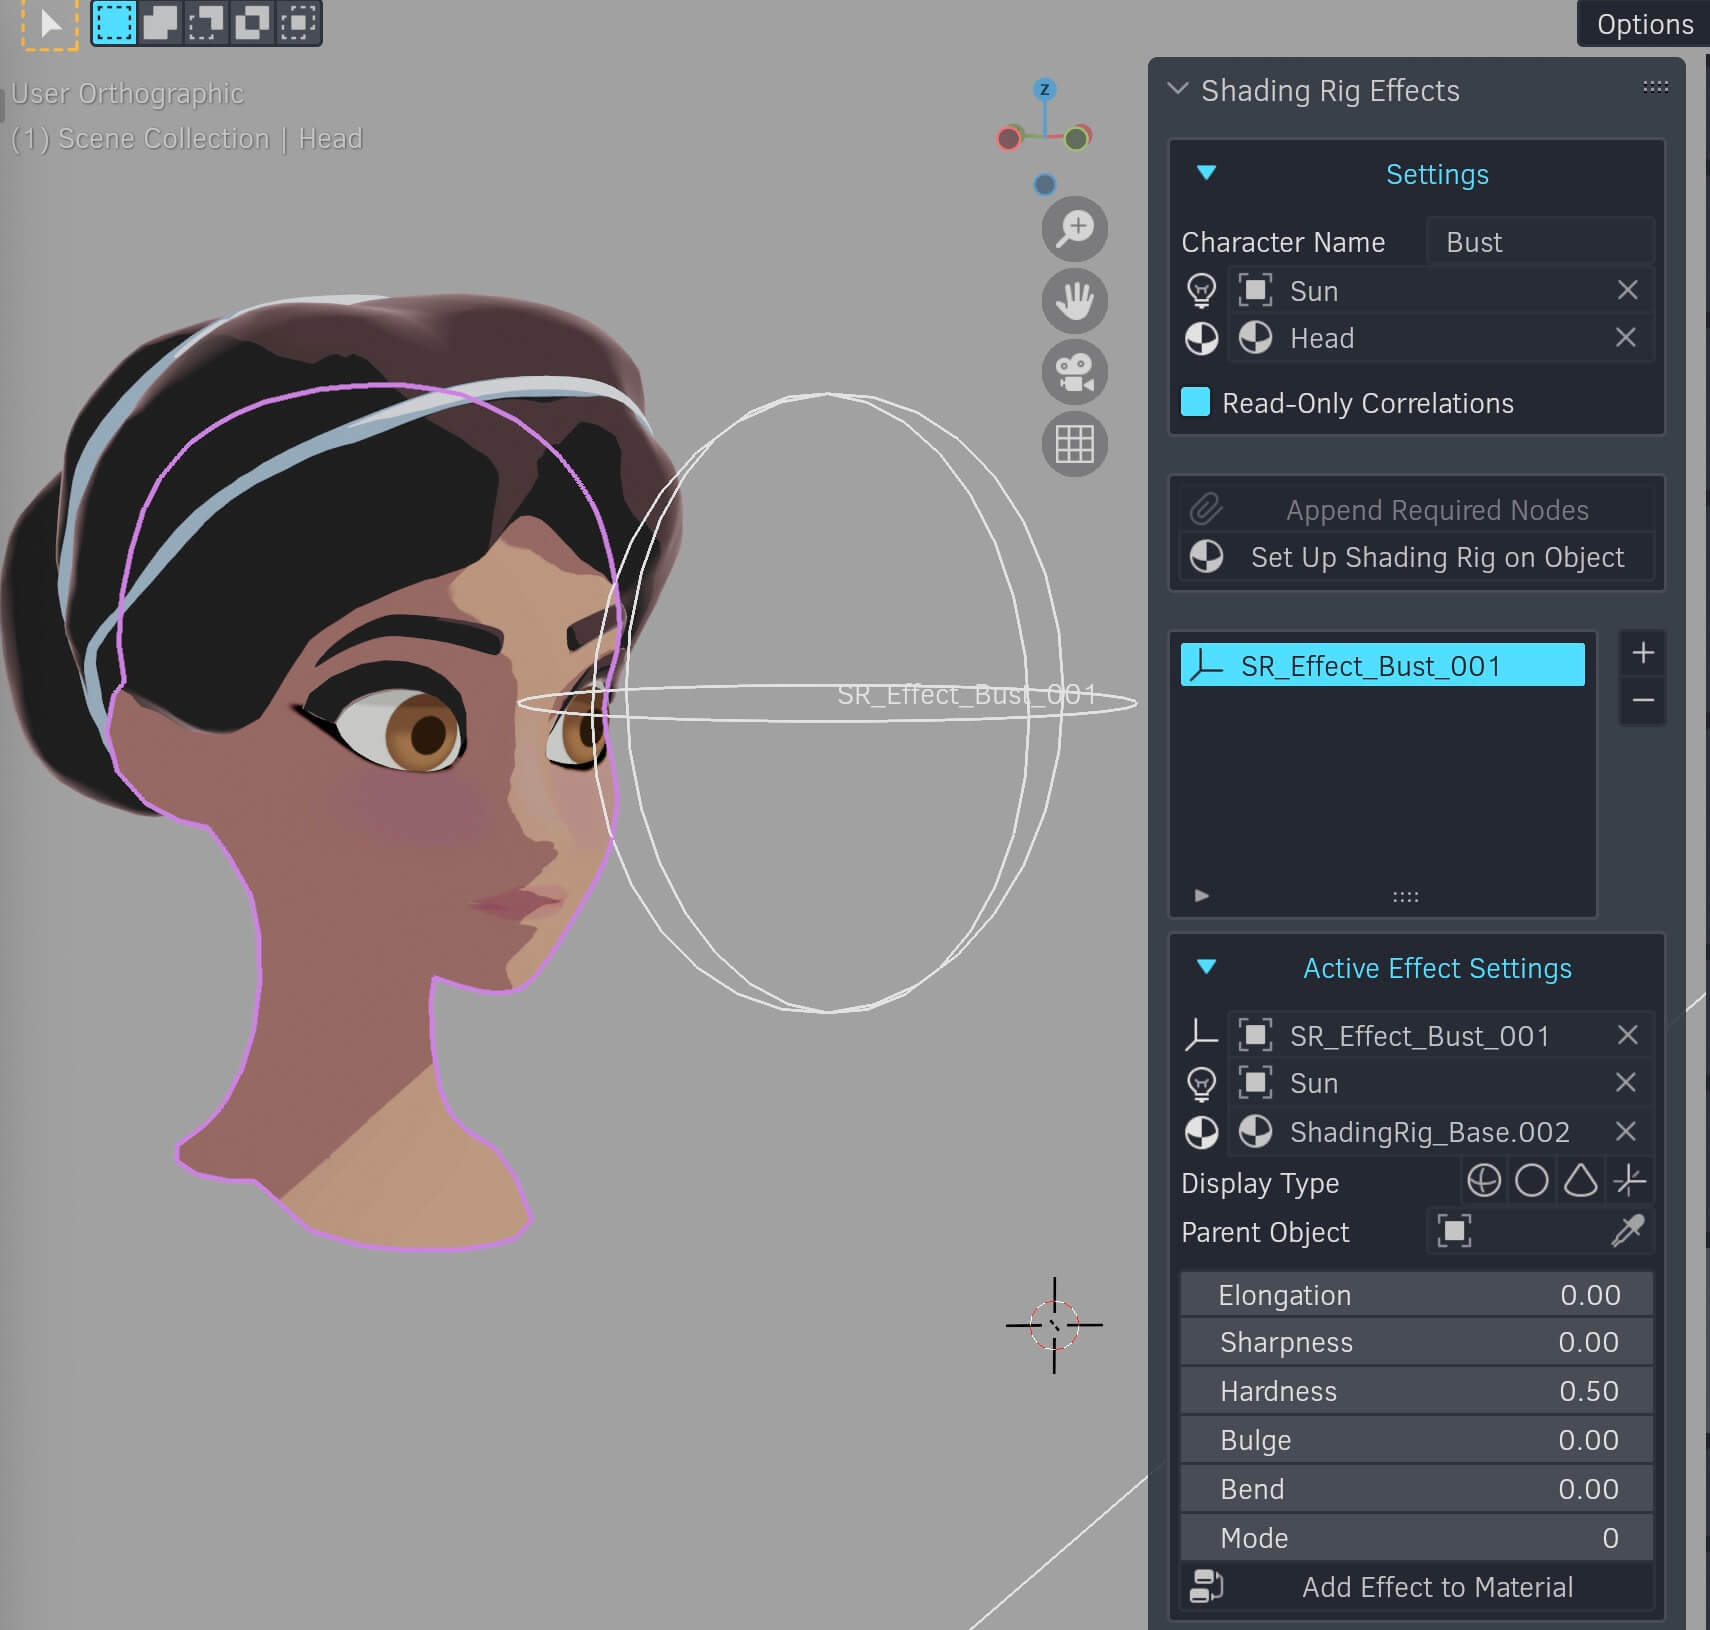 Options
User Orthographic
(1) Scene Collection | Head
Z
Shading Rig Effects
Settings
Character Name Bust
Sun
Head
Read-Only Correlations
Append Required Nodes
Set Up Shading Rig on Object
SR_Effect_Bust_001
SR_Effect_Bust_001
Active Effect Settings
SR_Effect_Bust_001
Sun
ShadingRig_Base.002
Display Type
Parent Object
Elongation 0.00
Sharpness 0.00
Hardness 0.50
Bulge 0.00
Bend 0.00
Mode 0
Add Effect to Material